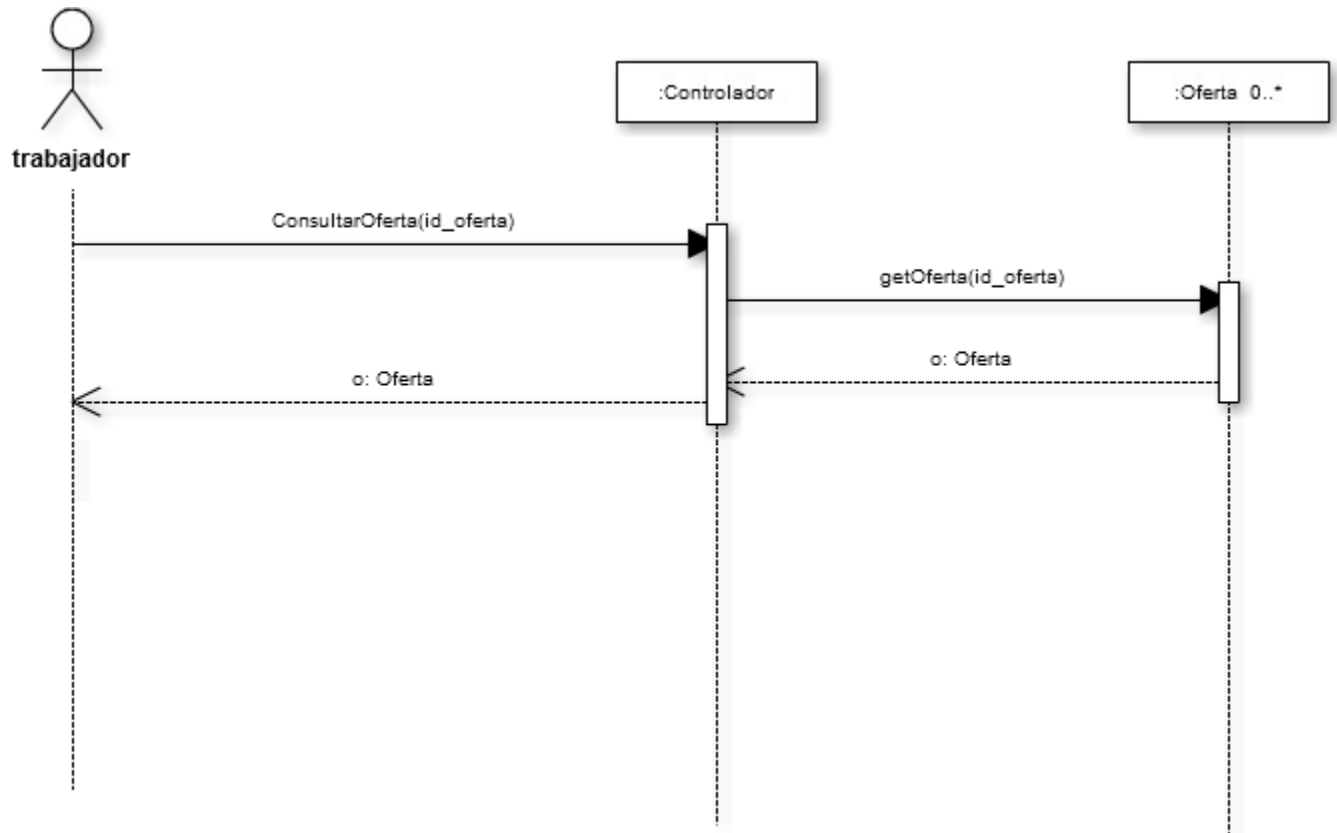 :Controlador
:Oferta 0..*
trabajador
ConsultarOferta(id_oferta)
getOferta(id_oferta)
o: Oferta
o: Oferta